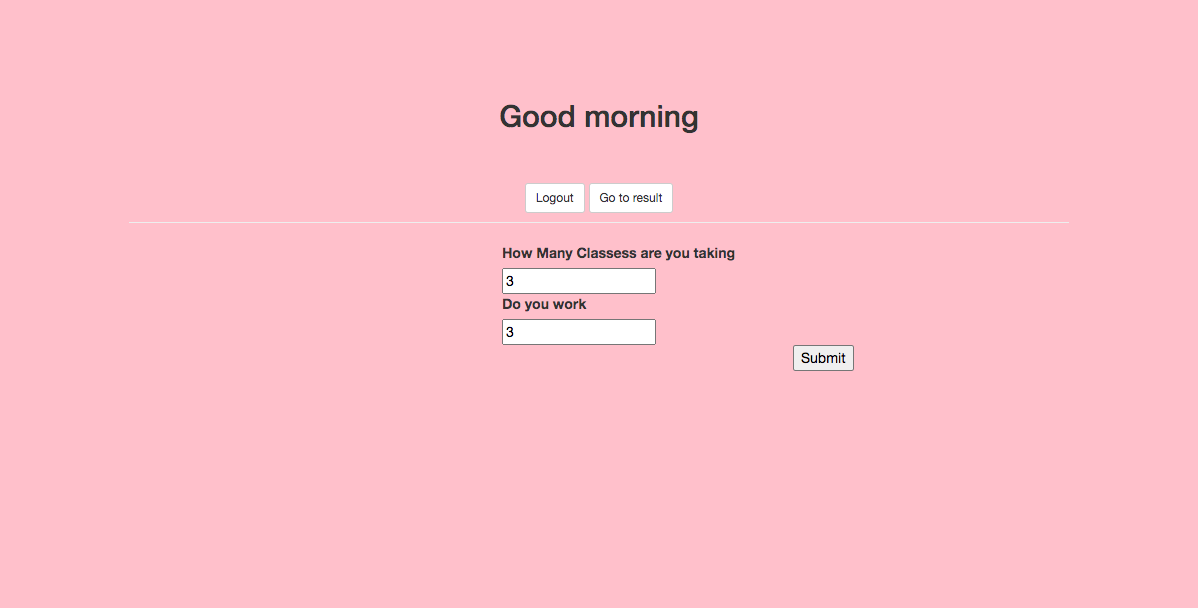 Good morning
Logout Go to result
How Many Classess are you taking
3
Do you work
3
Submit